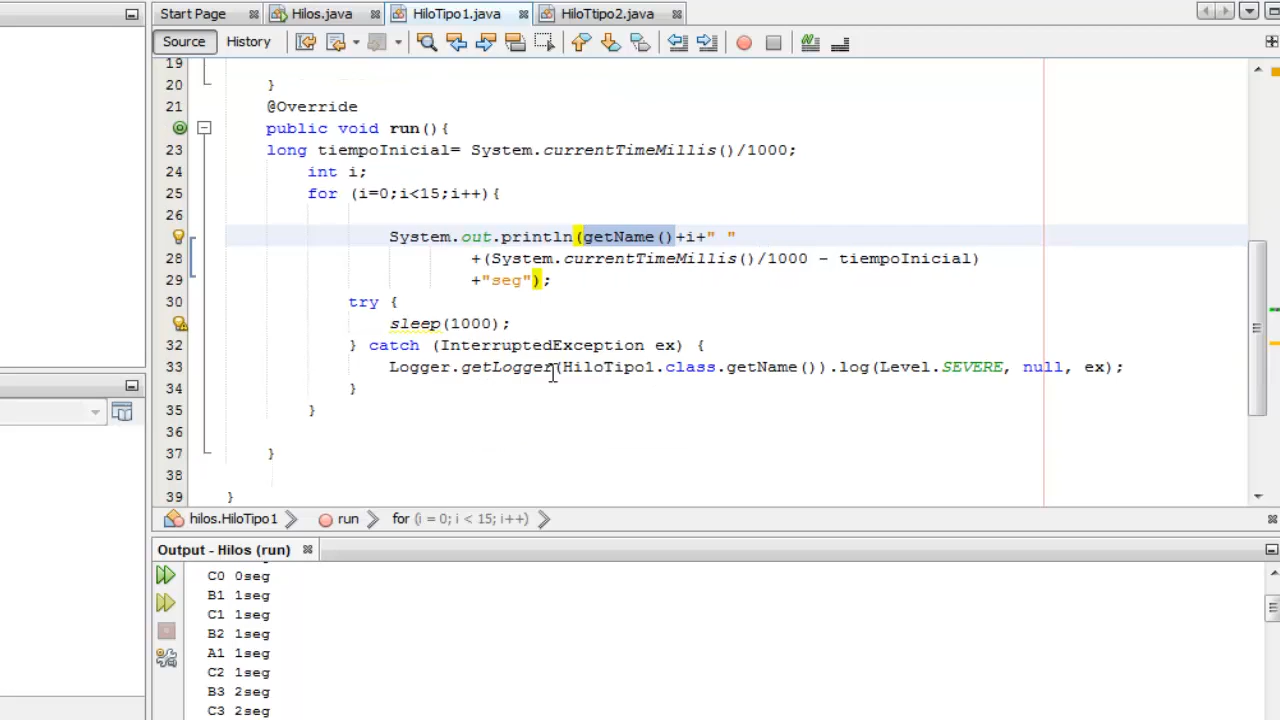 Start Page Hilos.java HiloTipo1.java HiloTtipo2.java
Source History
19
20 }
21 @Override
public void run(){
23 long tiempoInicial= System.currentTimeMillis()/1000;
24 int i;
25 for (i=0;i<15;i++){
26
System.out.println(getName()+i+" "
28 +(System.currentTimeMillis()/1000 - tiempoInicial)
29 +"seg");
30 try {
sleep(1000);
32 } catch (InterruptedException ex) {
33 Logger.getLogger(HiloTipo1.class.getName()).log(Level.SEVERE, null, ex);
34 }
35 }
36
37 }
38
39 }
hilos.HiloTipo1 run for (i = 0; i < 15; i++)
Output - Hilos (run)
C0 0seg
B1 1seg
C1 1seg
B2 1seg
A1 1seg
C2 1seg
B3 2seg
C3 2seg